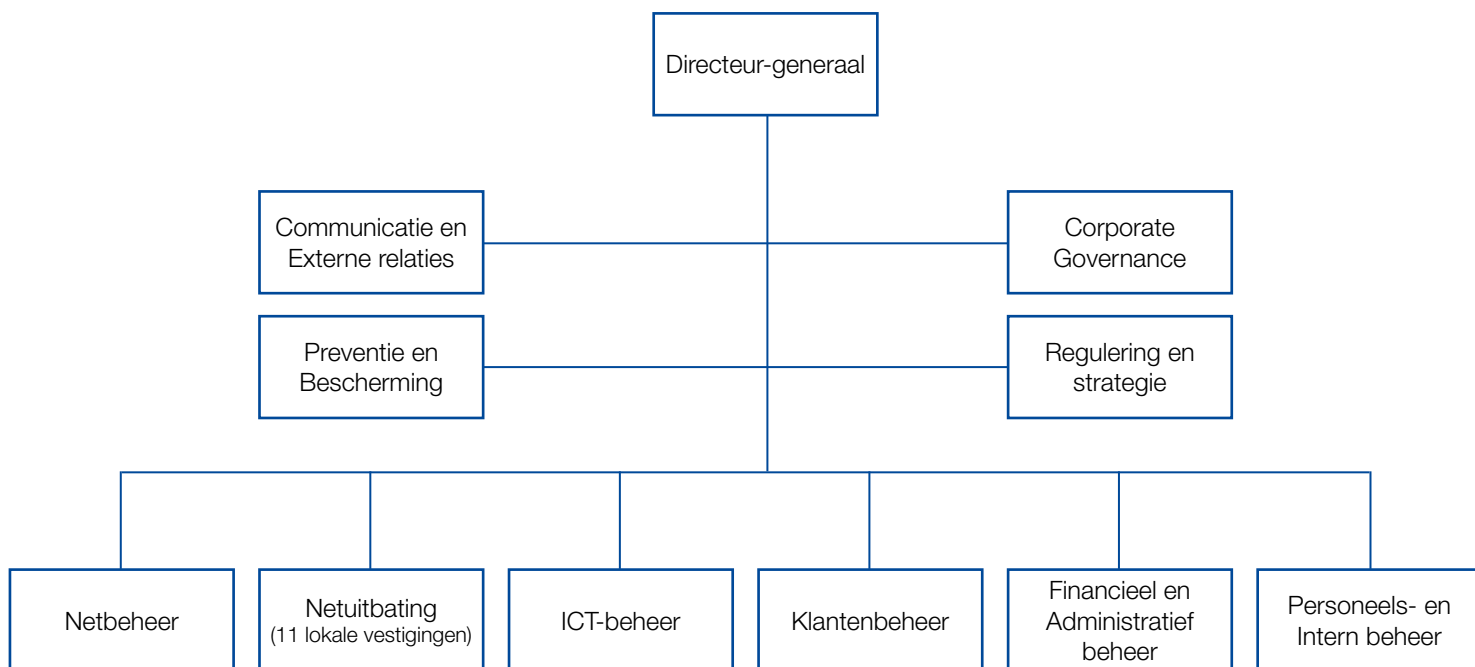 Directeur-generaal
Communicatie en
Externe relaties
Corporate
Governance
Preventie en
Bescherming
Regulering en
strategie
Netbeheer
Netuitbating
(11 lokale vestigingen)
ICT-beheer
Klantenbeheer
Financieel en
Administratief
beheer
Personeels- en
Intern beheer